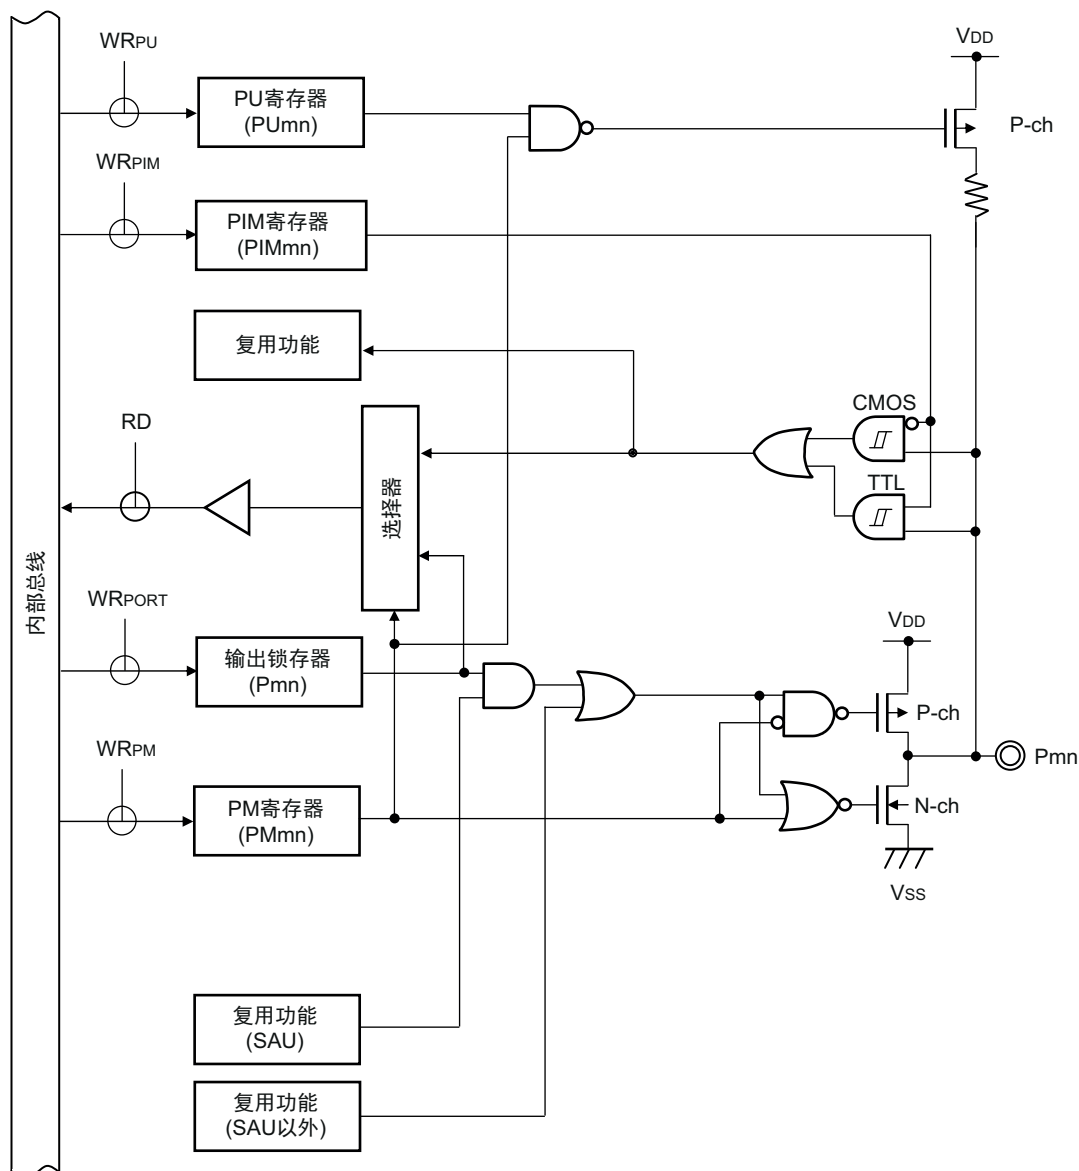 WRPU
VDD
PU寄存器
(PUmn)
P-ch
WRPIM
PIM寄存器
(PIMmn)
复用功能
CMOS
RD
TTL
选择器
内部总线
WRPORT
VDD
输出锁存器
(Pmn)
P-ch
WRPM
Pmn
PM寄存器
(PMmn)
N-ch
VSS
复用功能
(SAU)
复用功能
(SAU以外)